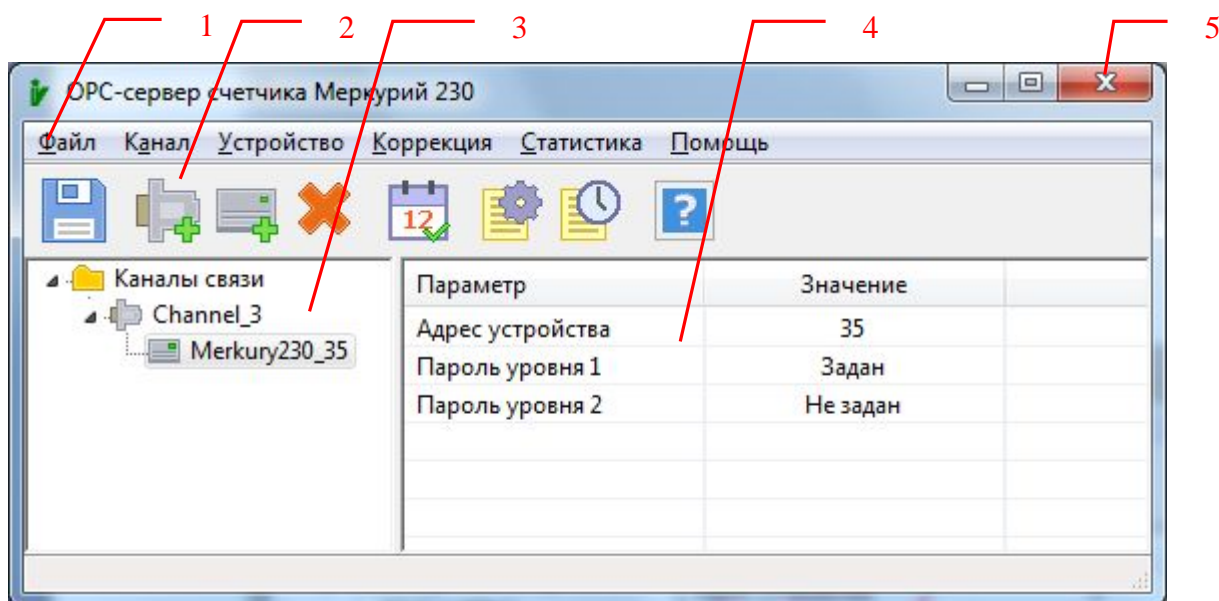 1 2 3 4 5
ОРС-сервер счетчика Меркурий 230
Файл Канал Устройство Коррекция Статистика Помощь
12 ?
Каналы связи
Channel_3
Merkury230_35
Параметр Значение
Адрес устройства 35
Пароль уровня 1 Задан
Пароль уровня 2 Не задан